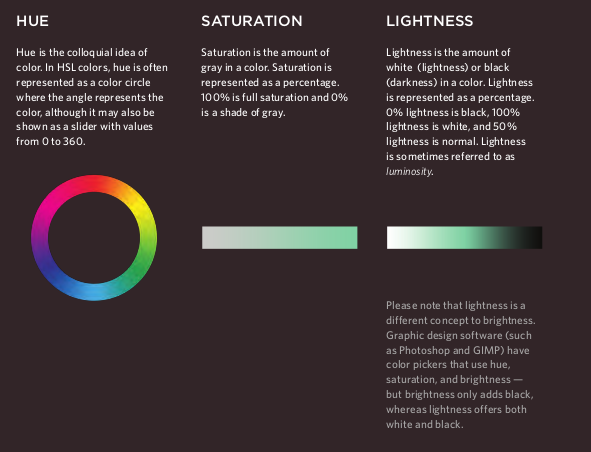 HUE
Hue is the colloquial idea of
color. In HSL colors, hue is often
represented as a color circle
where the angle represents the
color, although it may also be
shown as a slider with values
from 0 to 360.
SATURATION
Saturation is the amount of
gray in a color. Saturation is
represented as a percentage.
100% is full saturation and 0%
is a shade of gray.
LIGHTNESS
Lightness is the amount of
white (lightness) or black
(darkness) in a color. Lightness
is represented as a percentage.
0% lightness is black, 100%
lightness is white, and 50%
lightness is normal. Lightness
is sometimes referred to as
luminosity.
Please note that lightness is a
different concept to brightness.
Graphic design software (such
as Photoshop and GIMP) have
color pickers that use hue,
saturation, and brightness —
but brightness only adds black,
whereas lightness offers both
white and black.